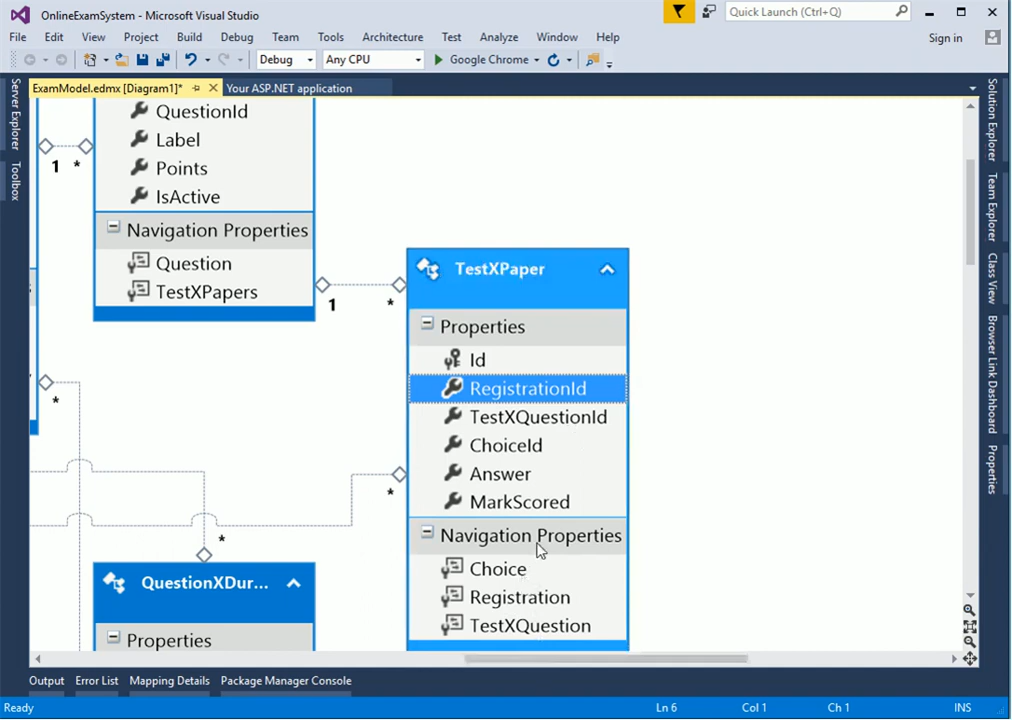 OnlineExamSystem - Microsoft Visual Studio
Quick Launch (Ctrl+Q)
File Edit View Project Build Debug Team Tools Architecture Test Analyze Window Help
Sign in
Debug Any CPU Google Chrome
ExamModel.edmx [Diagram1]*
Your ASP.NET application
Server Explorer
Toolbox
QuestionId
Label
Points
IsActive
Navigation Properties
Question
TestXPapers
1 *
1
*
TestXPaper
Properties
Id
RegistrationId
TestXQuestionId
ChoiceId
Answer
MarkScored
Navigation Properties
Choice
Registration
TestXQuestion
*
*
*
QuestionXDur...
Properties
Solution Explorer
Team Explorer
Class View
Browser Link Dashboard
Properties
Output Error List Mapping Details Package Manager Console
Ready
Ln 6 Col 1 Ch 1 INS